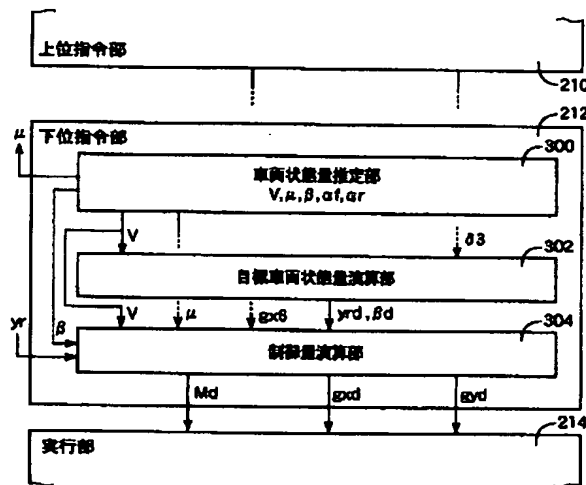 上位指令部
210
212
下位指令部
μ
300
車両状態量推定部
V,μ,β,αf,αr
V
δ3
302
目標車両状態量演算部
yr
β
V
μ
gx6
yrd,βd
304
制御量演算部
Md
gxd
gyd
214
実行部